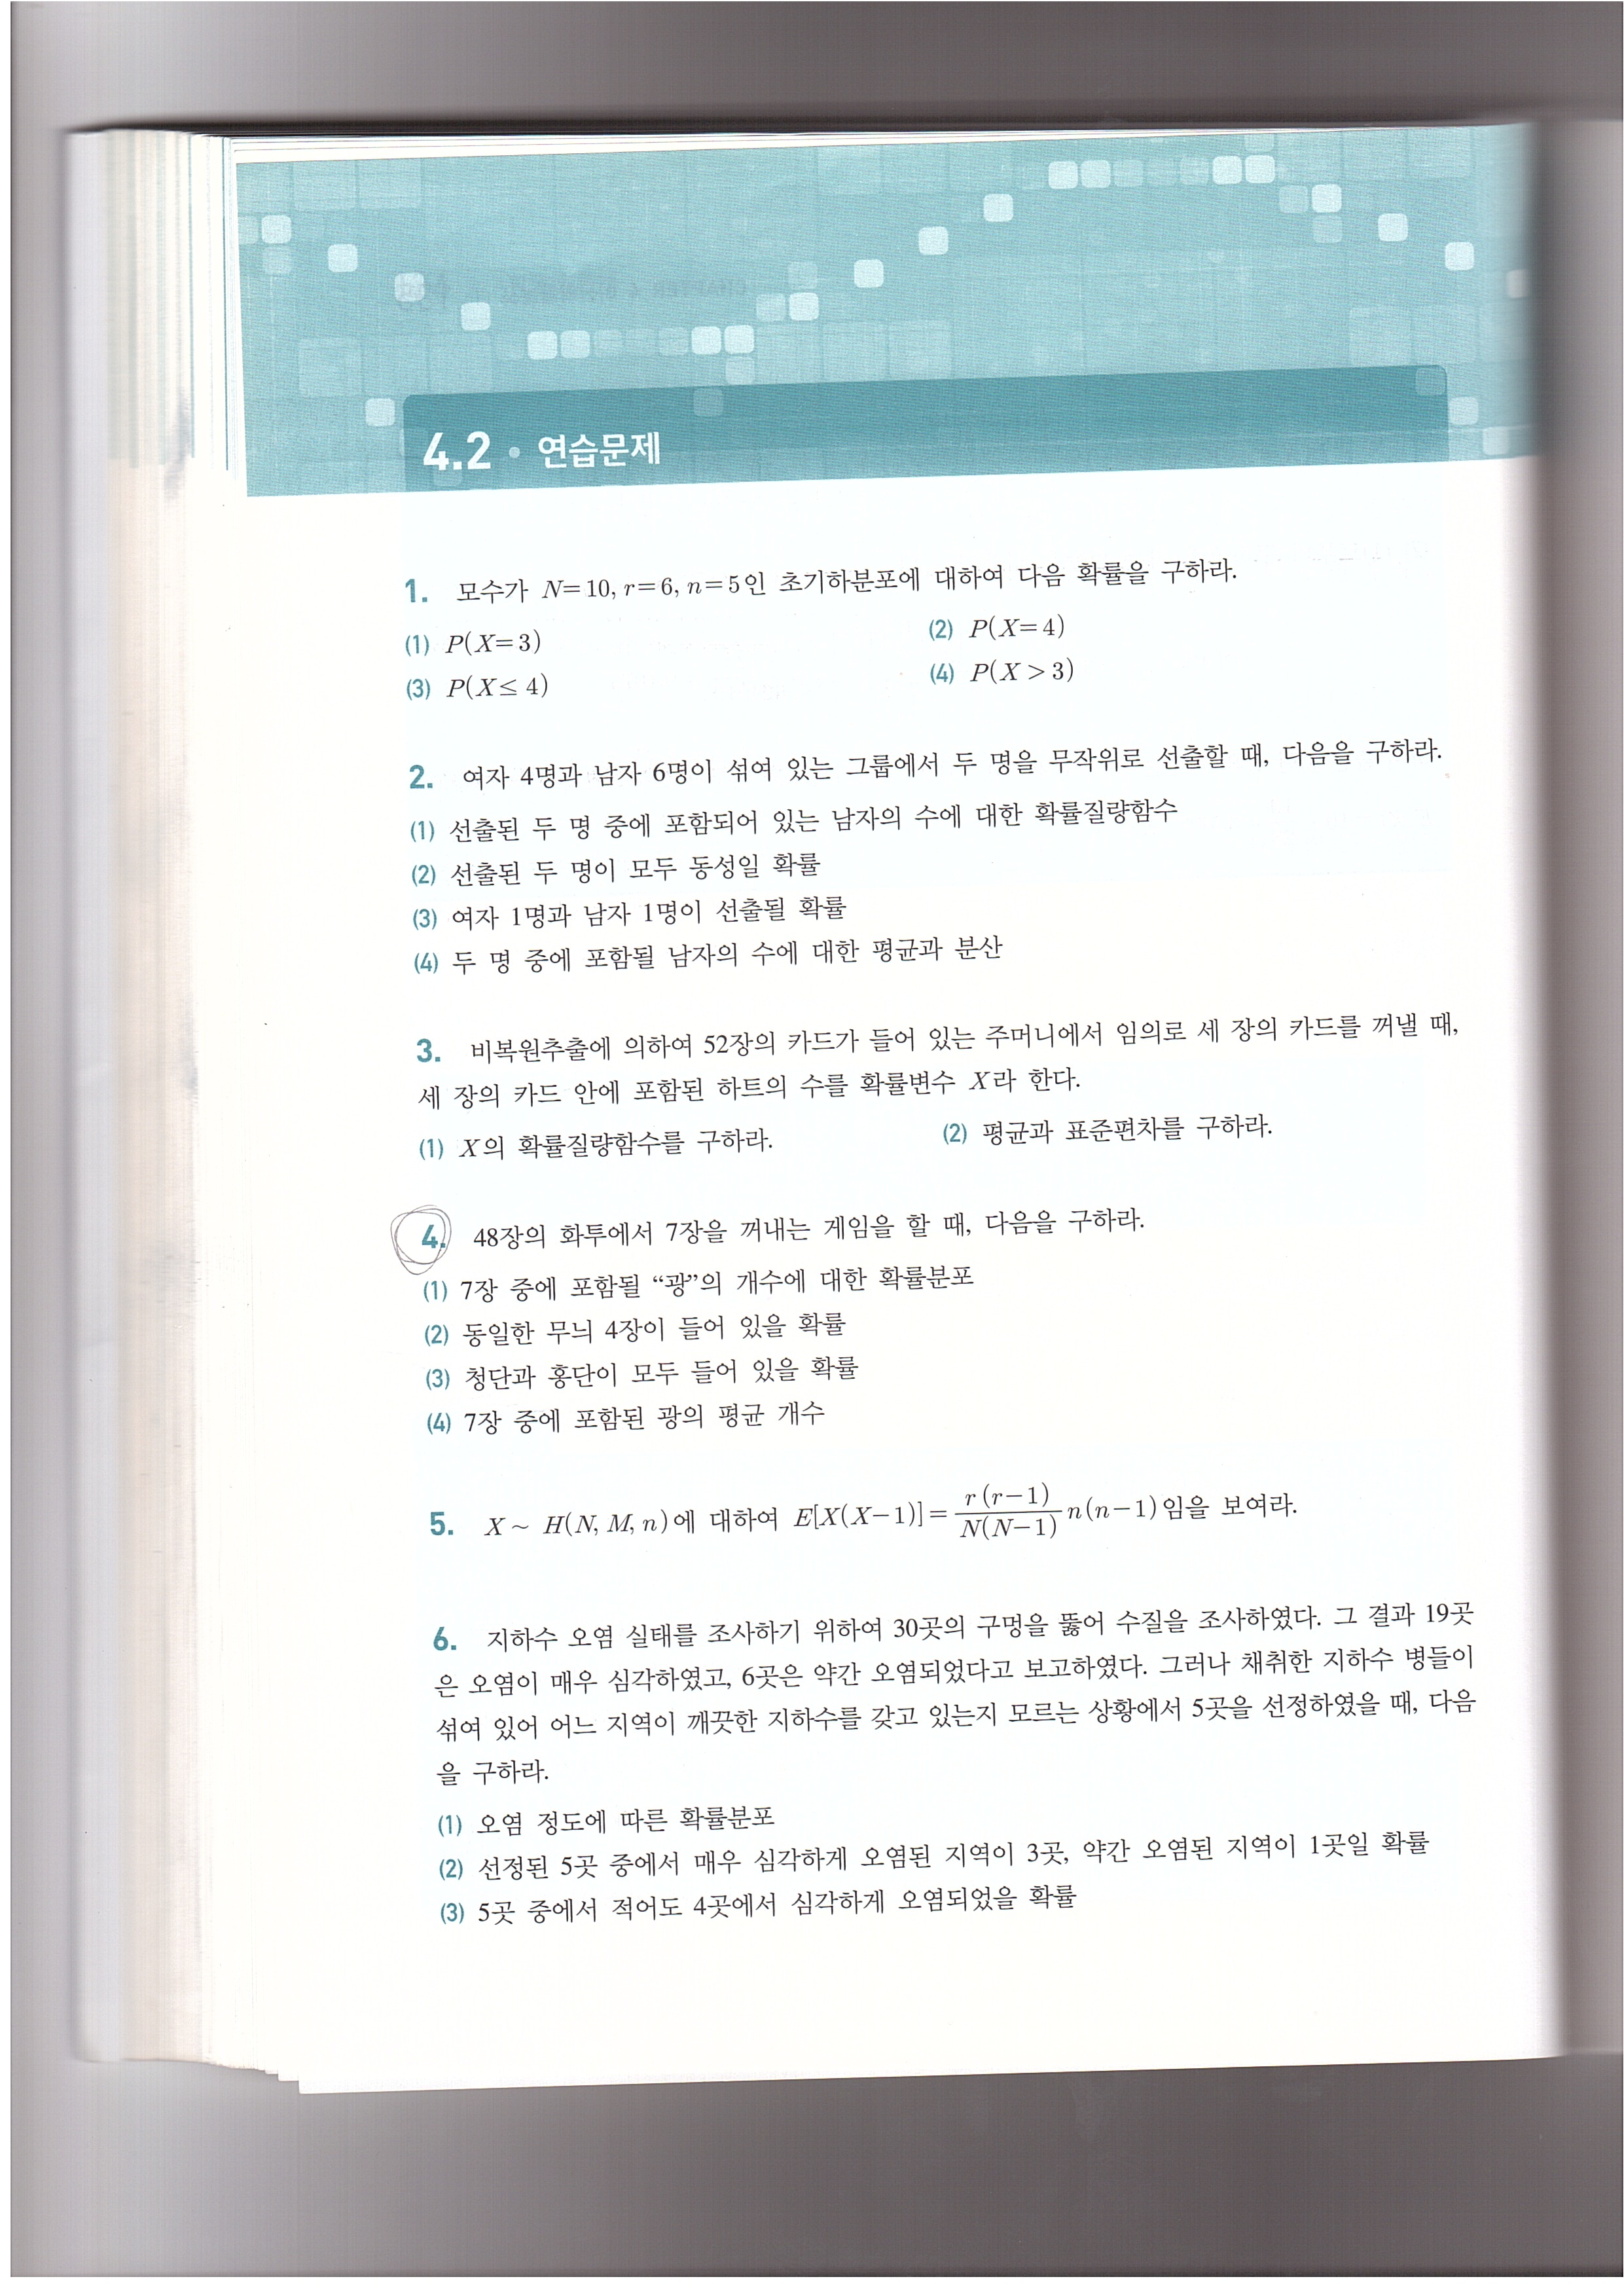 4.2 • 연습문제
1. 모수가 N=10, r=6, n=5인 초기하분포에 대하여 다음 확률을 구하라.
(1) P(X=3) (2) P(X=4)
(3) P(X≤4) (4) P(X>3)
2. 여자 4명과 남자 6명이 섞여 있는 그룹에서 두 명을 무작위로 선출할 때, 다음을 구하라.
(1) 선출된 두 명 중에 포함되어 있는 남자의 수에 대한 확률질량함수
(2) 선출된 두 명이 모두 동성일 확률
(3) 여자 1명과 남자 1명이 선출될 확률
(4) 두 명 중에 포함될 남자의 수에 대한 평균과 분산
3. 비복원추출에 의하여 52장의 카드가 들어 있는 주머니에서 임의로 세 장의 카드를 꺼낼 때,
세 장의 카드 안에 포함된 하트의 수를 확률변수 X라 한다.
(1) X의 확률질량함수를 구하라. (2) 평균과 표준편차를 구하라.
4. 48장의 화투에서 7장을 꺼내는 게임을 할 때, 다음을 구하라.
(1) 7장 중에 포함될 “광”의 개수에 대한 확률분포
(2) 동일한 무늬 4장이 들어 있을 확률
(3) 청단과 홍단이 모두 들어 있을 확률
(4) 7장 중에 포함된 광의 평균 개수
5. X ~ H(N, M, n)에 대하여 E[X(X−1)] = r(r−1)/N(N−1) n(n−1)임을 보여라.
6. 지하수 오염 실태를 조사하기 위하여 30곳의 구멍을 뚫어 수질을 조사하였다. 그 결과 19곳
은 오염이 매우 심각하였고, 6곳은 약간 오염되었다고 보고하였다. 그러나 채취한 지하수 병들이
섞여 있어 어느 지역이 깨끗한 지하수를 갖고 있는지 모르는 상황에서 5곳을 선정하였을 때, 다음
을 구하라.
(1) 오염 정도에 따른 확률분포
(2) 선정된 5곳 중에서 매우 심각하게 오염된 지역이 3곳, 약간 오염된 지역이 1곳일 확률
(3) 5곳 중에서 적어도 4곳에서 심각하게 오염되었을 확률